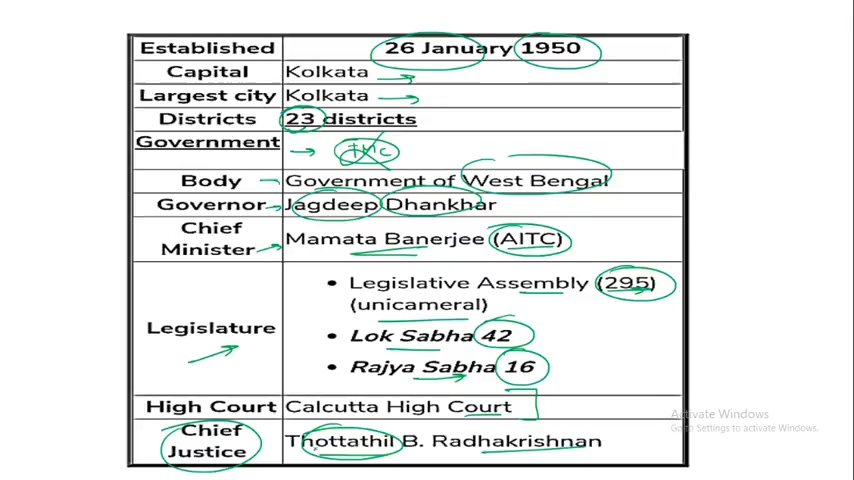 Established 26 January 1950
Capital Kolkata
Largest city Kolkata
Districts 23 districts
Government TMC
Body Government of West Bengal
Governor Jagdeep Dhankhar
Chief
Minister Mamata Banerjee (AITC)
Legislature
• Legislative Assembly (295)
(unicameral)
• Lok Sabha 42
• Rajya Sabha 16
High Court Calcutta High Court
Chief
Justice Thottathil B. Radhakrishnan
Activate Windows
Go to Settings to activate Windows.